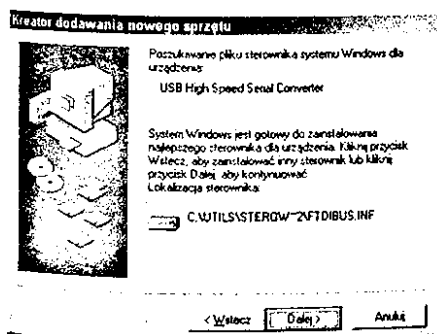 Kreator dodawania nowego sprzętu
Poszukiwanie pliku sterownika systemu Windows dla
urządzenia:
USB High Speed Serial Converter
System Windows jest gotowy do zainstalowania
najlepszego sterownika dla urządzenia. Kliknij przycisk
Wstecz, aby zainstalować inny sterownik lub kliknij
przycisk Dalej, aby kontynuować.
Lokalizacja sterownika:
C:\UTILS\STEROW~2\FTDIBUS.INF
< Wstecz
Dalej >
Anuluj